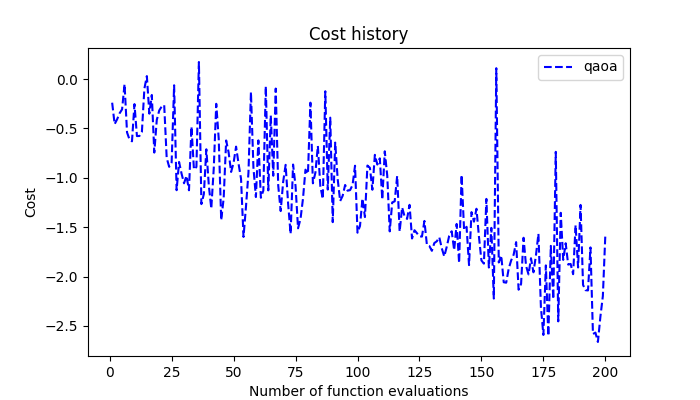 Cost history
qaoa
Cost
0.0
−0.5
−1.0
−1.5
−2.0
−2.5
0 25 50 75 100 125 150 175 200
Number of function evaluations